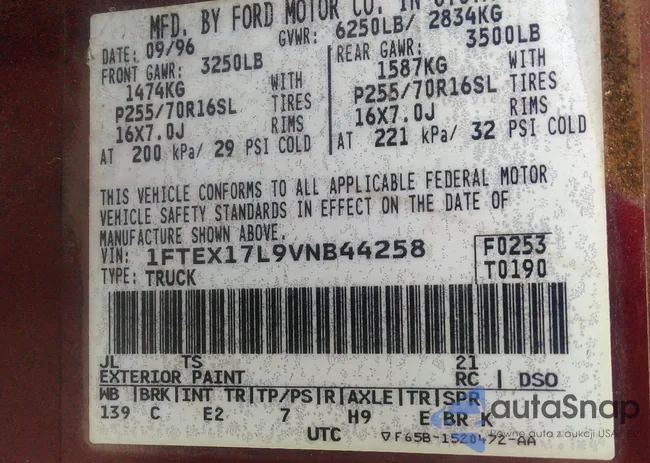 MFD. BY FORD MOTOR CO. IN
DATE: 09/96 GVWR: 6250LB/ 2834KG
FRONT GAWR: 3250LB REAR GAWR: 3500LB
1474KG WITH 1587KG WITH
P255/70R16SL TIRES P255/70R16SL TIRES
16X7.0J RIMS 16X7.0J RIMS
AT 200 kPa/ 29 PSI COLD AT 221 kPa/ 32 PSI COLD
THIS VEHICLE CONFORMS TO ALL APPLICABLE FEDERAL MOTOR
VEHICLE SAFETY STANDARDS IN EFFECT ON THE DATE OF
MANUFACTURE SHOWN ABOVE.
VIN: 1FTEX17L9VNB44258 F0253
TYPE: TRUCK T0190
JL TS 21
EXTERIOR PAINT RC DSO
WB BRK INT TR TP/PS R AXLE TR SPR
139 C E2 7 H9 E BR K
UTC ▽F65B-1520472-AA
autaSnap
Pewne auta z aukcji USA